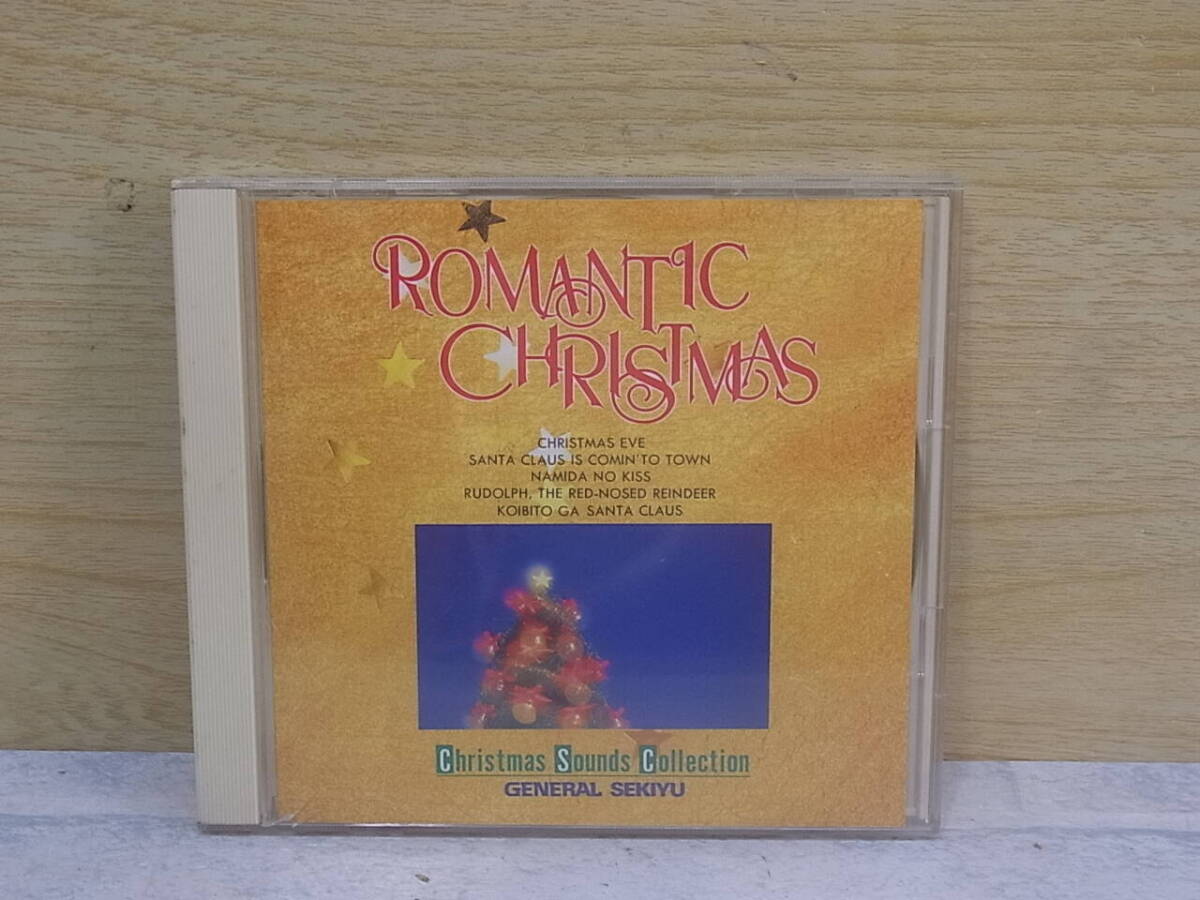 ROMANTIC
CHRISTMAS
CHRISTMAS EVE
SANTA CLAUS IS COMIN' TO TOWN
NAMIDA NO KISS
RUDOLPH, THE RED-NOSED REINDEER
KOIBITO GA SANTA CLAUS
Christmas Sounds Collection
GENERAL SEKIYU